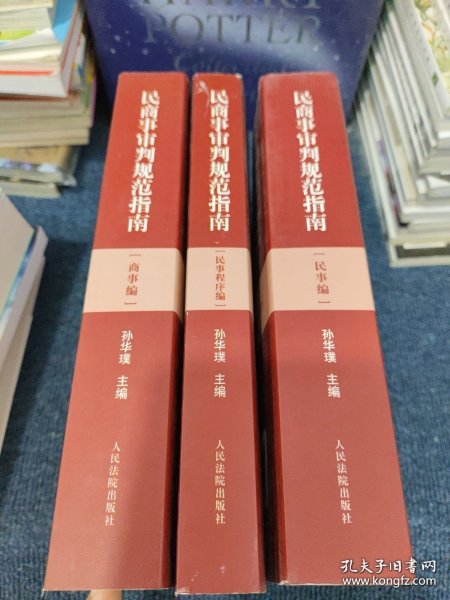 HARRY
POTTER
民商事审判规范指南
[商事编]
孙华璞 主编
人民法院出版社
民商事审判规范指南
[民事程序编]
孙华璞 主编
人民法院出版社
民商事审判规范指南
[民事编]
孙华璞 主编
人民法院出版社
孔夫子旧书网
www.kongfz.com